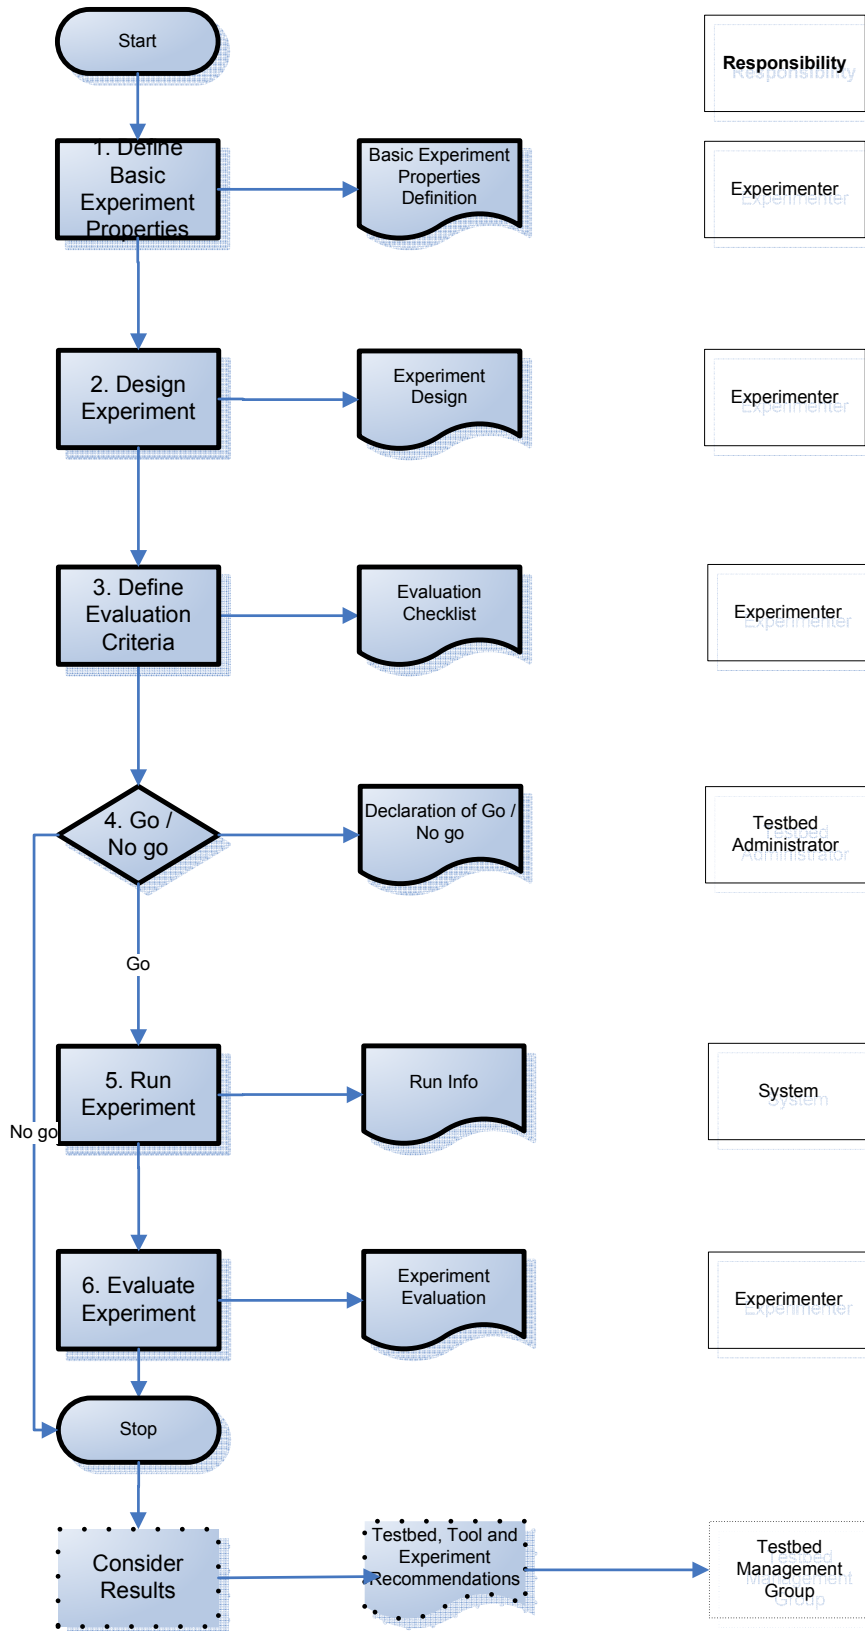 Start
Responsibility
1. Define
Basic
Experiment
Properties
Basic Experiment
Properties
Definition
Experimenter
2. Design
Experiment
Experiment
Design
Experimenter
3. Define
Evaluation
Criteria
Evaluation
Checklist
Experimenter
4. Go /
No go
Declaration of Go /
No go
Testbed
Administrator
Go
5. Run
Experiment
Run Info
System
No go
6. Evaluate
Experiment
Experiment
Evaluation
Experimenter
Stop
Consider
Results
Testbed, Tool and
Experiment
Recommendations
Testbed
Management
Group